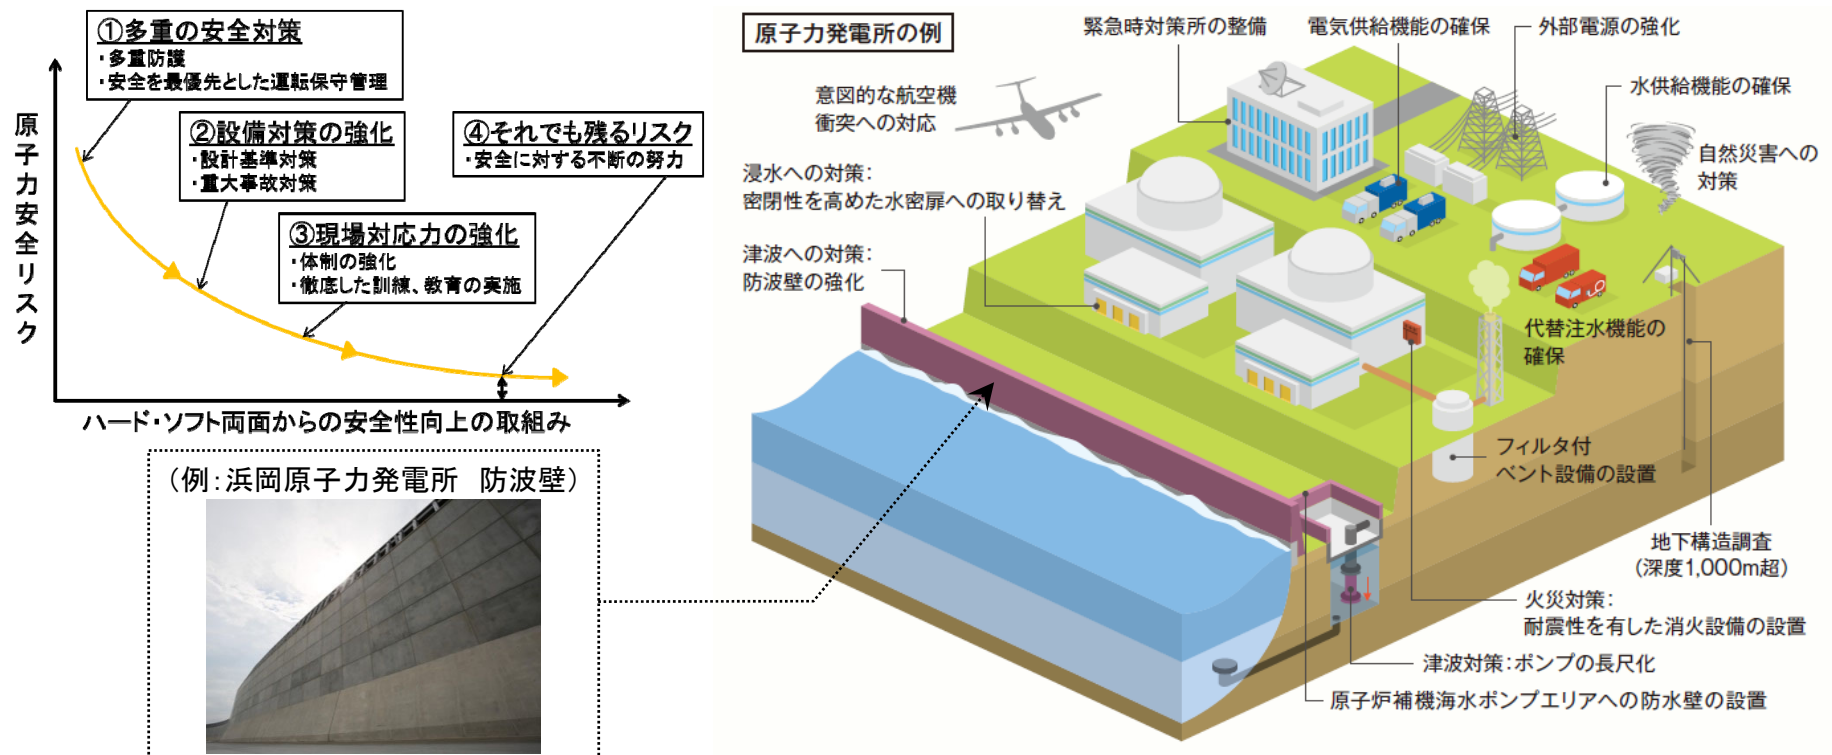 ①多重の安全対策
・多重防護
・安全を最優先とした運転保守管理
②設備対策の強化
・設計基準対策
・重大事故対策
③現場対応力の強化
・体制の強化
・徹底した訓練、教育の実施
④それでも残るリスク
・安全に対する不断の努力
原子力安全リスク
ハード・ソフト両面からの安全性向上の取組み
（例：浜岡原子力発電所　防波壁）
原子力発電所の例
緊急時対策所の整備
電気供給機能の確保
外部電源の強化
水供給機能の確保
意図的な航空機
衝突への対応
自然災害への
対策
浸水への対策：
密閉性を高めた水密扉への取り替え
津波への対策：
防波壁の強化
代替注水機能の
確保
フィルタ付
ベント設備の設置
地下構造調査
（深度1,000m超）
火災対策：
耐震性を有した消火設備の設置
津波対策：ポンプの長尺化
原子炉補機海水ポンプエリアへの防水壁の設置